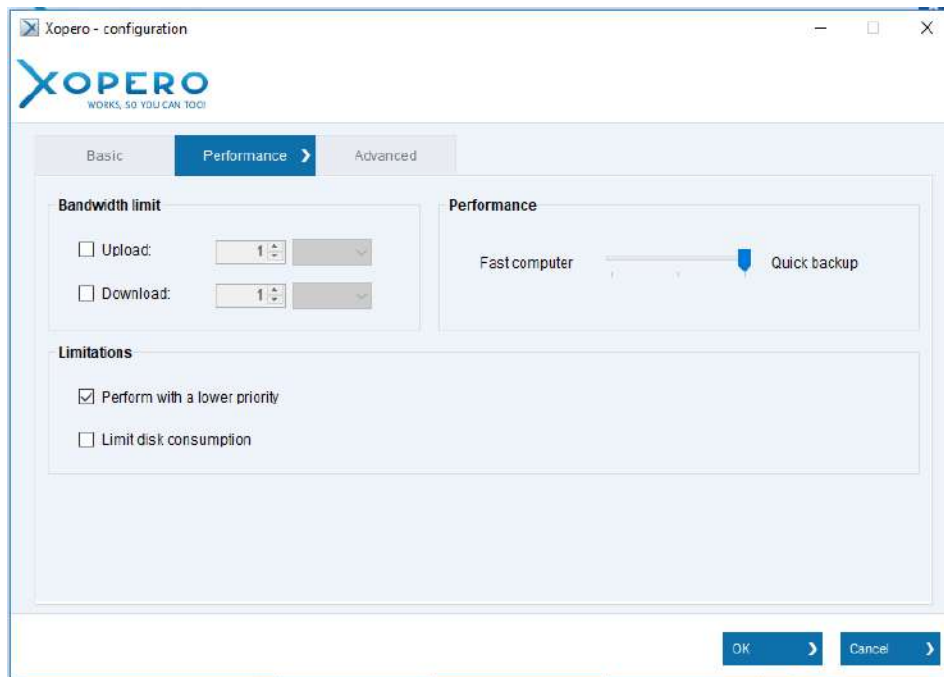 Xopero - configuration
XOPERO
WORKS, SO YOU CAN TOO!
Basic
Performance
Advanced
Bandwidth limit
Upload: 1
Download: 1
Performance
Fast computer
Quick backup
Limitations
Perform with a lower priority
Limit disk consumption
OK
Cancel